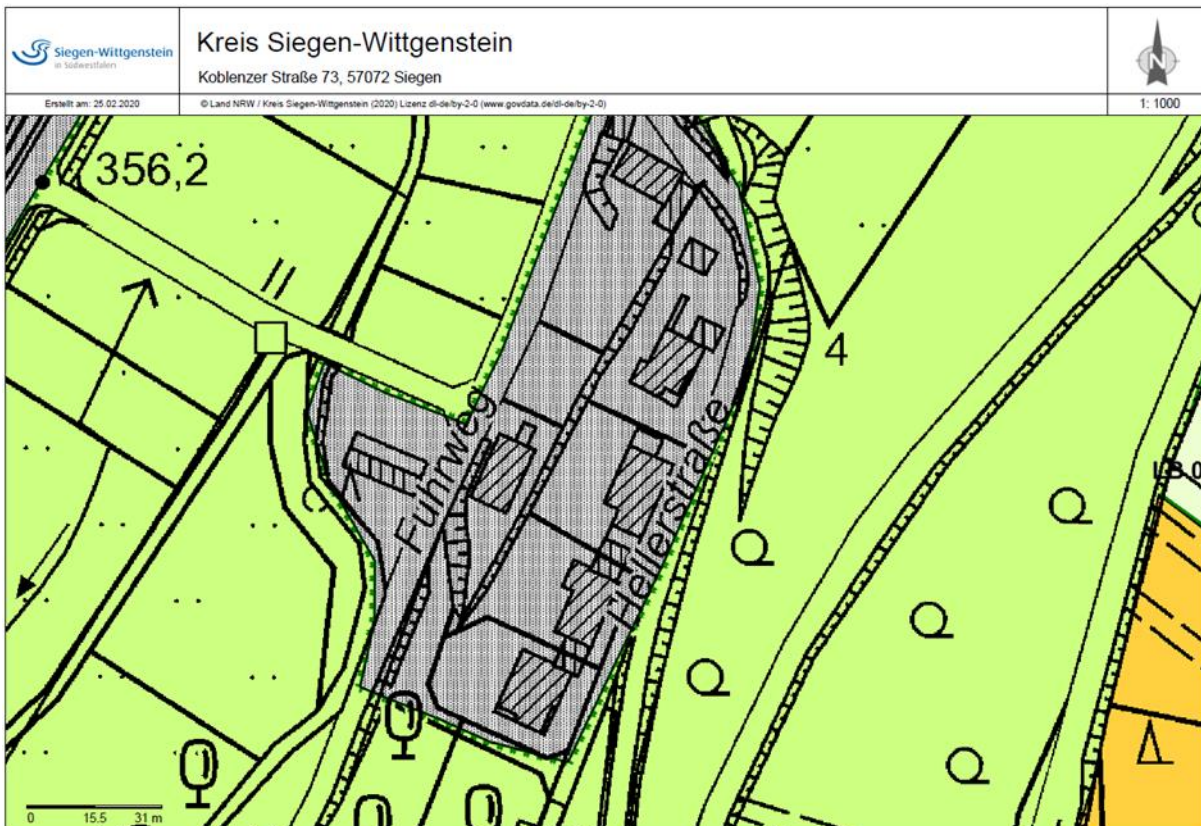 Siegen-Wittgenstein
in Südwestfalen
Kreis Siegen-Wittgenstein
Koblenzer Straße 73, 57072 Siegen
N
Erstellt am: 25.02.2020
© Land NRW / Kreis Siegen-Wittgenstein (2020) Lizenz dl-de/by-2-0 (www.govdata.de/dl-de/by-2-0)
1: 1000
356,2
4
Fuhrweg
Hellerstraße
LB 0
0 15.5 31 m